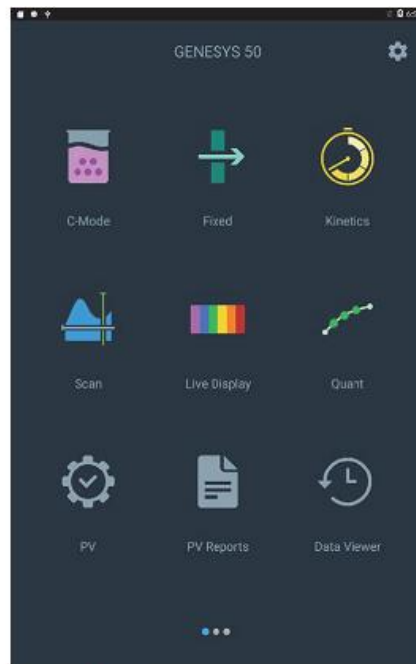 GENESYS 50
C-Mode
Fixed
Kinetics
Scan
Live Display
Quant
PV
PV Reports
Data Viewer